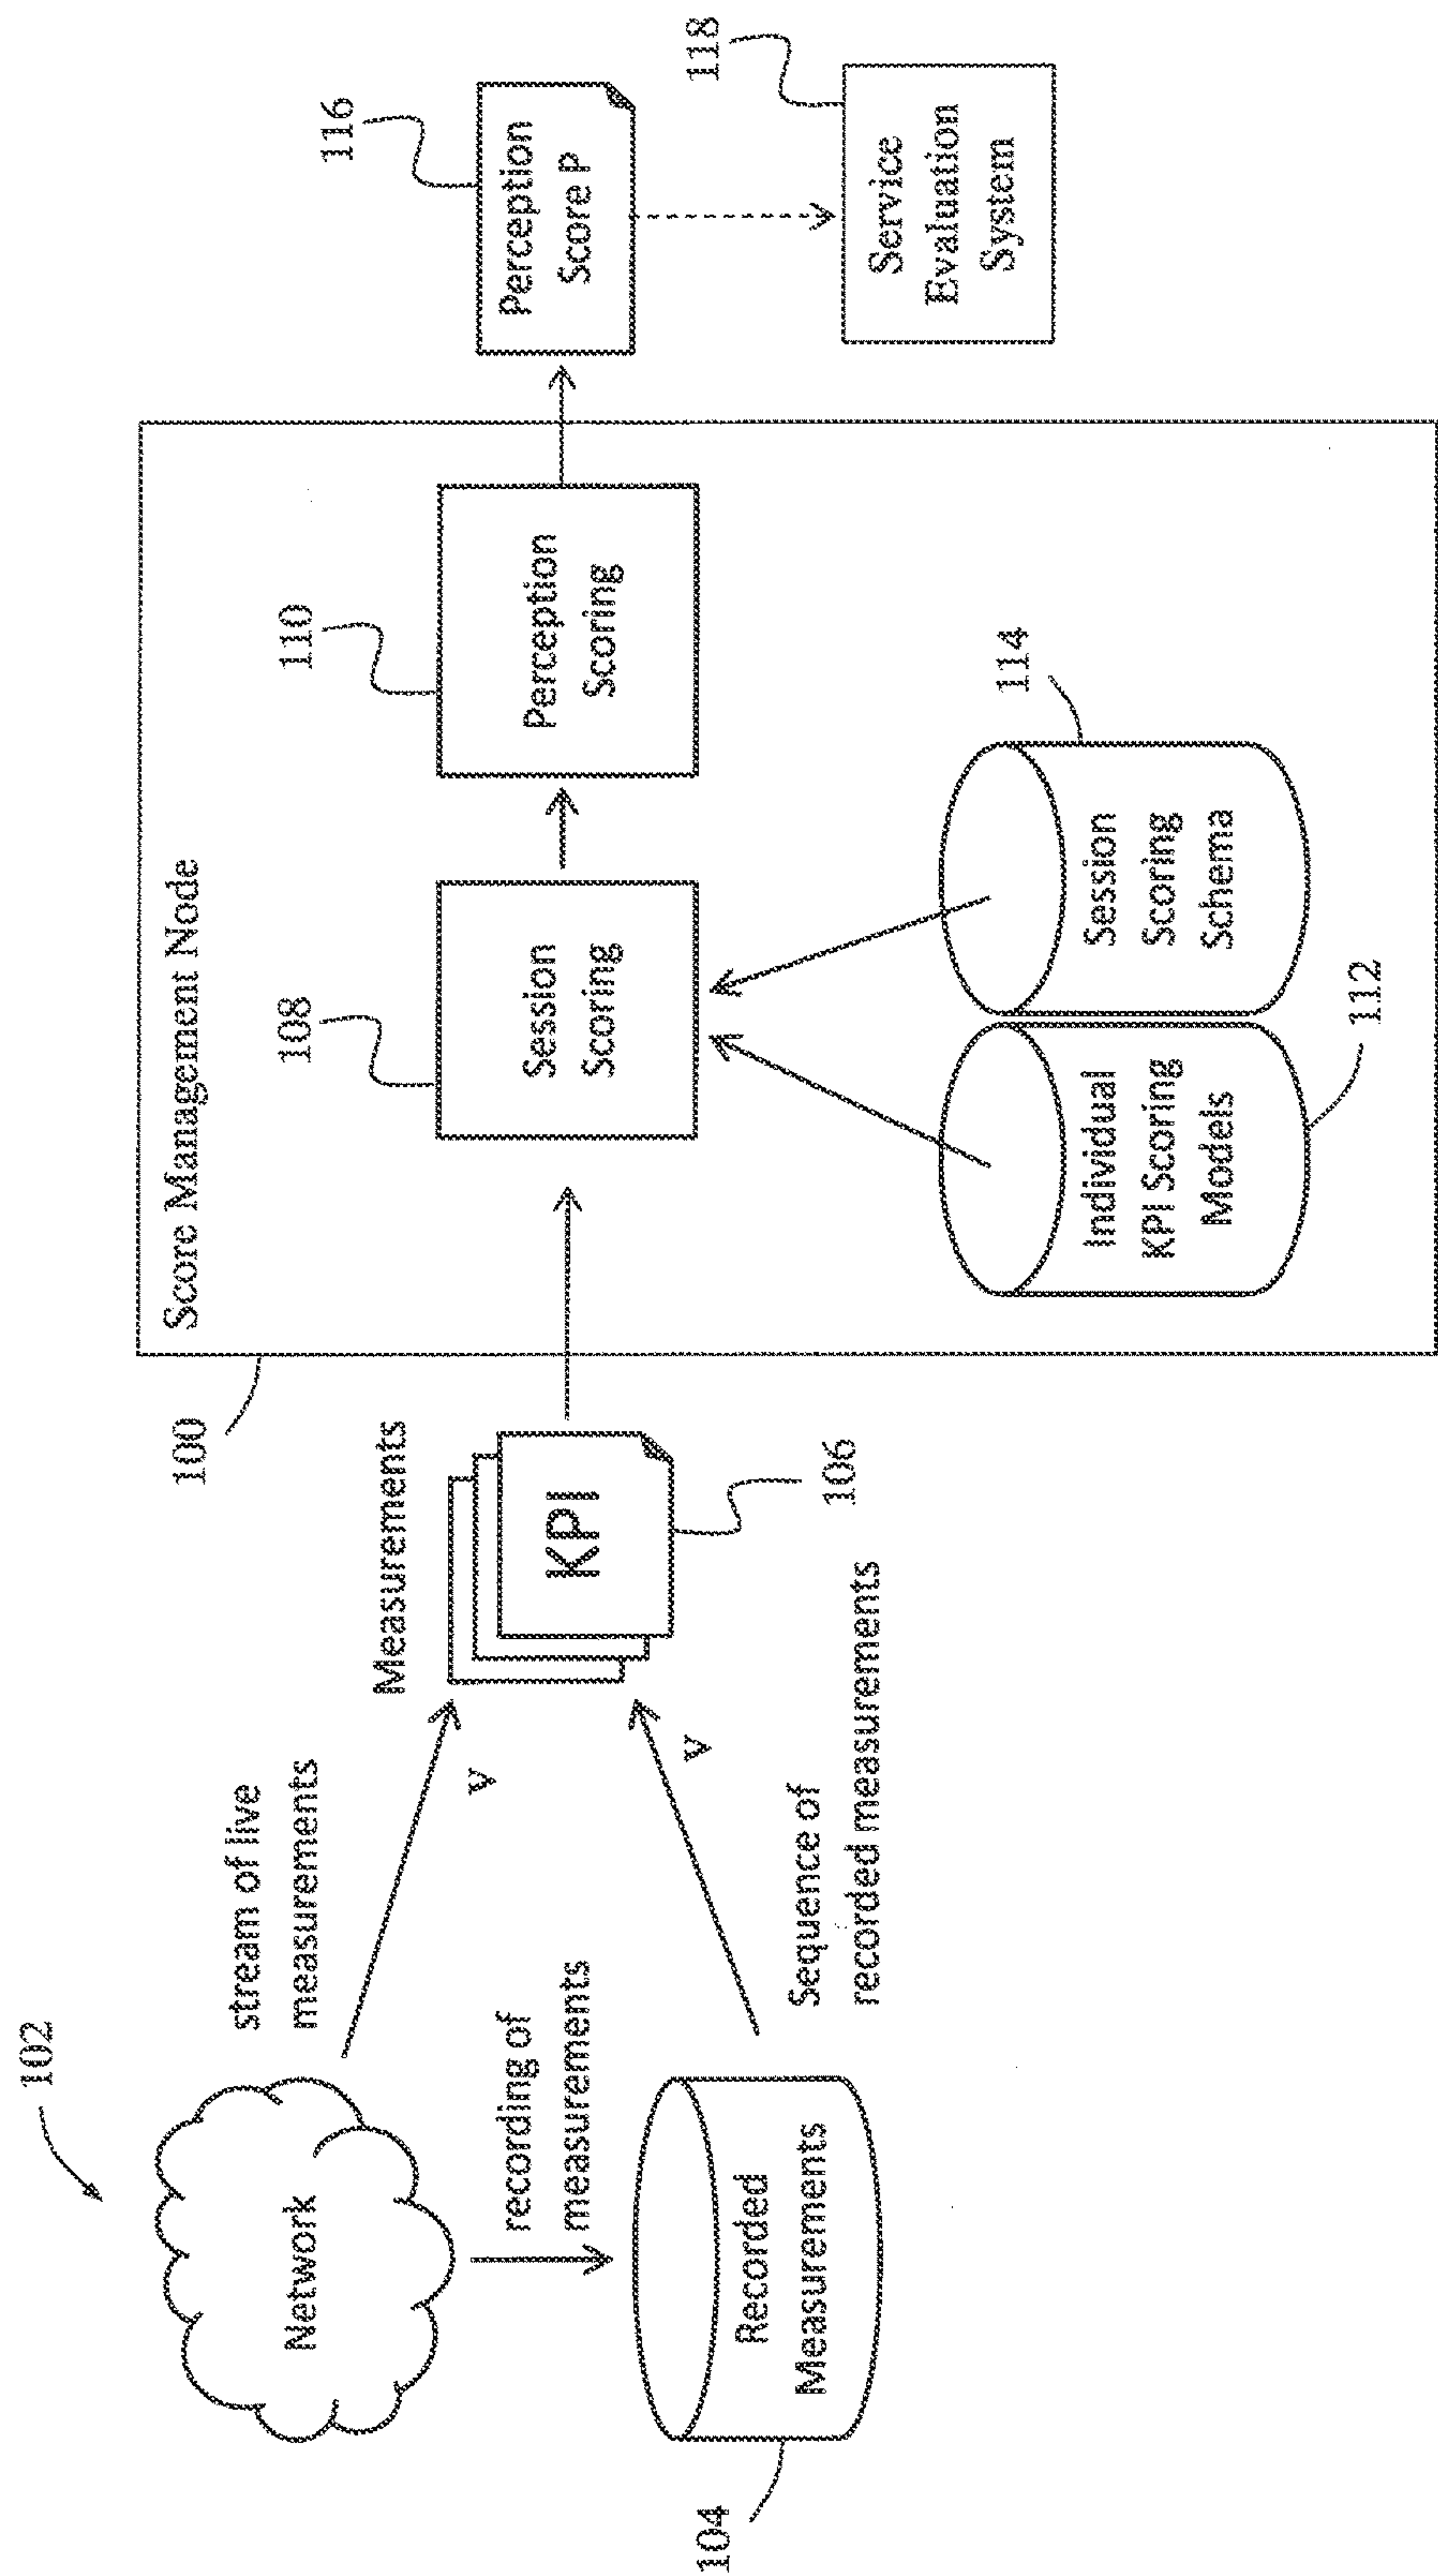 102
Network
stream of live
measurements
recording of
measurements
104
Recorded
Measurements
Sequence of
recorded measurements
v
v
Measurements
KPI
106
100
Score Management Node
108
Session
Scoring
110
Perception
Scoring
Individual
KPI Scoring
Models
112
Session
Scoring
Schema
114
116
Perception
Score P
118
Service
Evaluation
System